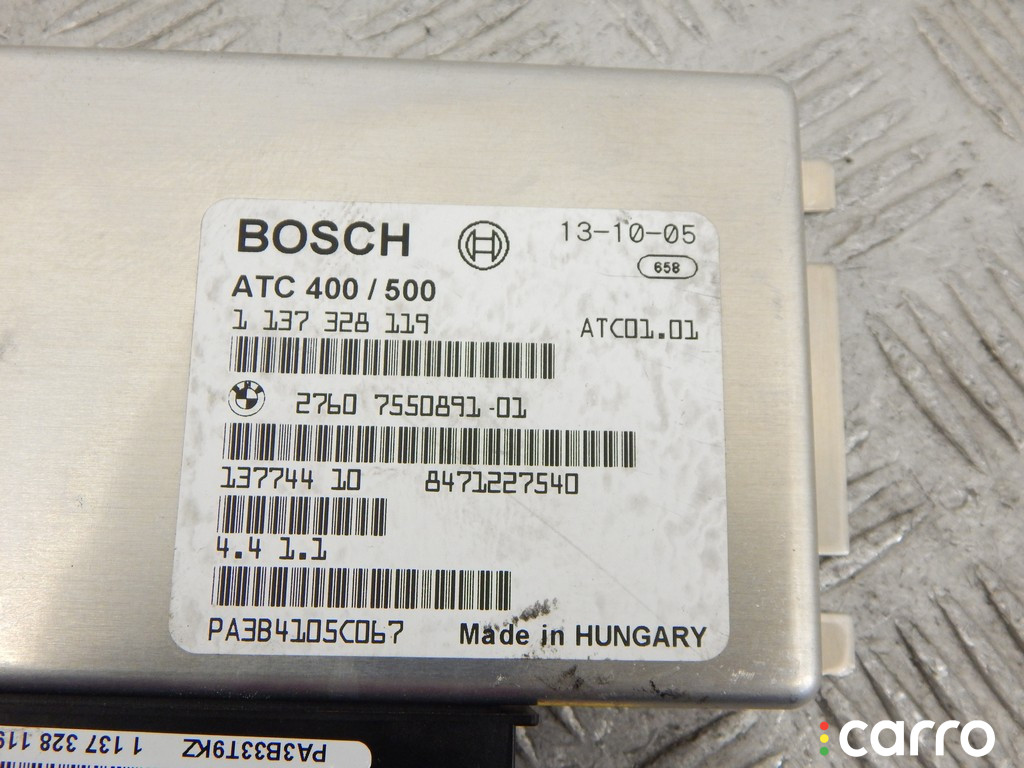 BOSCH 13-10-05
658
ATC 400 / 500
1 137 328 119 ATC01.01
2760 7550891-01
137744 10 8471227540
4.4 1.1
PA3B4105C067 Made in HUNGARY
1 137 328 119 PA3B33T9KZ
carro